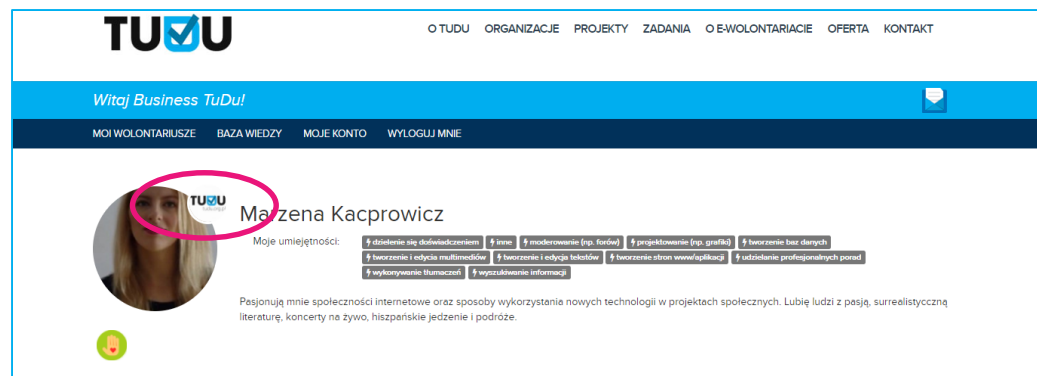 TUDU
O TUDU ORGANIZACJE PROJEKTY ZADANIA O E-WOLONTARIACIE OFERTA KONTAKT
Witaj Business TuDu!
MOI WOLONTARIUSZE BAZA WIEDZY MOJE KONTO WYLOGUJ MNIE
TUDU
Marzena Kacprowicz
Moje umiejętności: dzielenie się doświadczeniem inne moderowanie (np. forów) projektowanie (np. grafiki) tworzenie baz danych
tworzenie i edycja multimediów tworzenie i edycja tekstów tworzenie stron www/aplikacji udzielanie profesjonalnych porad
wykonywanie tłumaczeń wyszukiwanie informacji
Pasjonują mnie społeczności internetowe oraz sposoby wykorzystania nowych technologii w projektach społecznych. Lubię ludzi z pasją, surrealistyczną
literaturę, koncerty na żywo, hiszpańskie jedzenie i podróże.